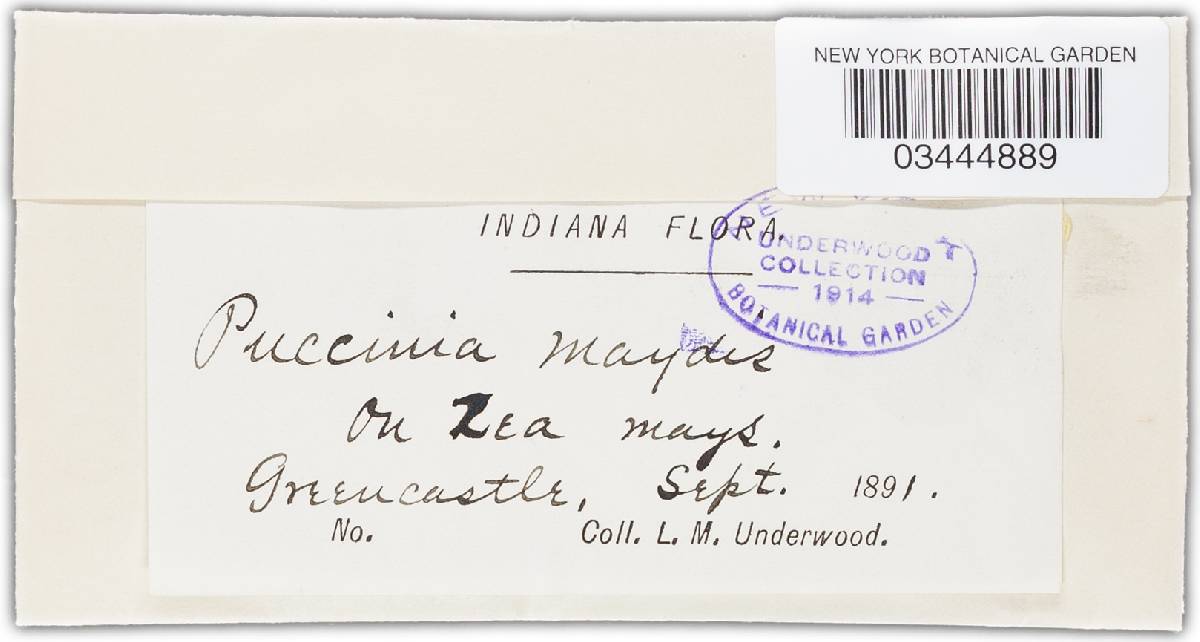 NEW YORK BOTANICAL GARDEN
03444889
INDIANA FLORA.
UNDERWOOD
COLLECTION
1914
BOTANICAL GARDEN
Puccinia maydis
On Zea mays.
Greencastle, Sept. 1891.
No. Coll. L. M. Underwood.